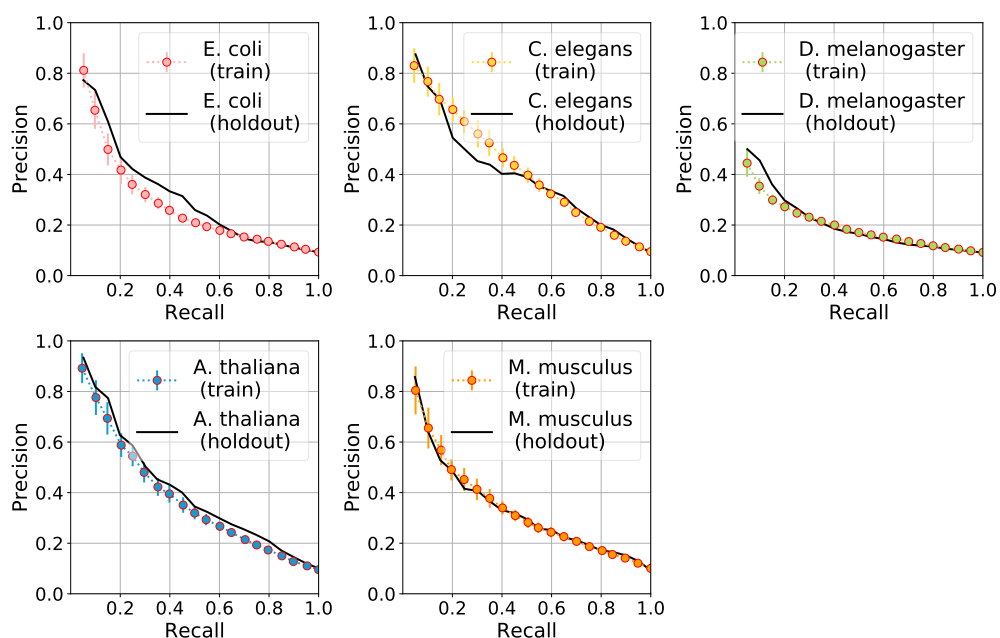 1.0
0.8
0.6
0.4
0.2
0.0
Precision
0.2 0.4 0.6 0.8 1.0
Recall
E. coli
(train)
E. coli
(holdout)
1.0
0.8
0.6
0.4
0.2
0.0
Precision
0.2 0.4 0.6 0.8 1.0
Recall
C. elegans
(train)
C. elegans
(holdout)
1.0
0.8
0.6
0.4
0.2
0.0
Precision
0.2 0.4 0.6 0.8 1.0
Recall
D. melanogaster
(train)
D. melanogaster
(holdout)
1.0
0.8
0.6
0.4
0.2
0.0
Precision
0.2 0.4 0.6 0.8 1.0
Recall
A. thaliana
(train)
A. thaliana
(holdout)
1.0
0.8
0.6
0.4
0.2
0.0
Precision
0.2 0.4 0.6 0.8 1.0
Recall
M. musculus
(train)
M. musculus
(holdout)